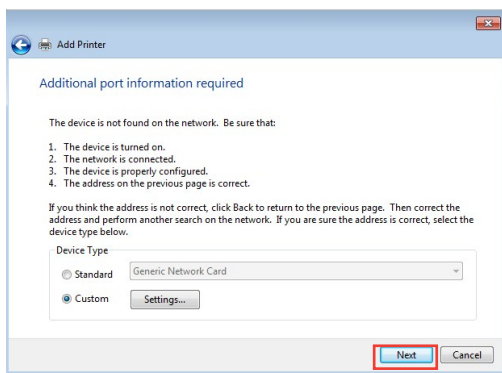 Add Printer
Additional port information required
The device is not found on the network. Be sure that:
1. The device is turned on.
2. The network is connected.
3. The device is properly configured.
4. The address on the previous page is correct.
If you think the address is not correct, click Back to return to the previous page. Then correct the
address and perform another search on the network. If you are sure the address is correct, select the
device type below.
Device Type
Standard Generic Network Card
Custom Settings...
Next Cancel